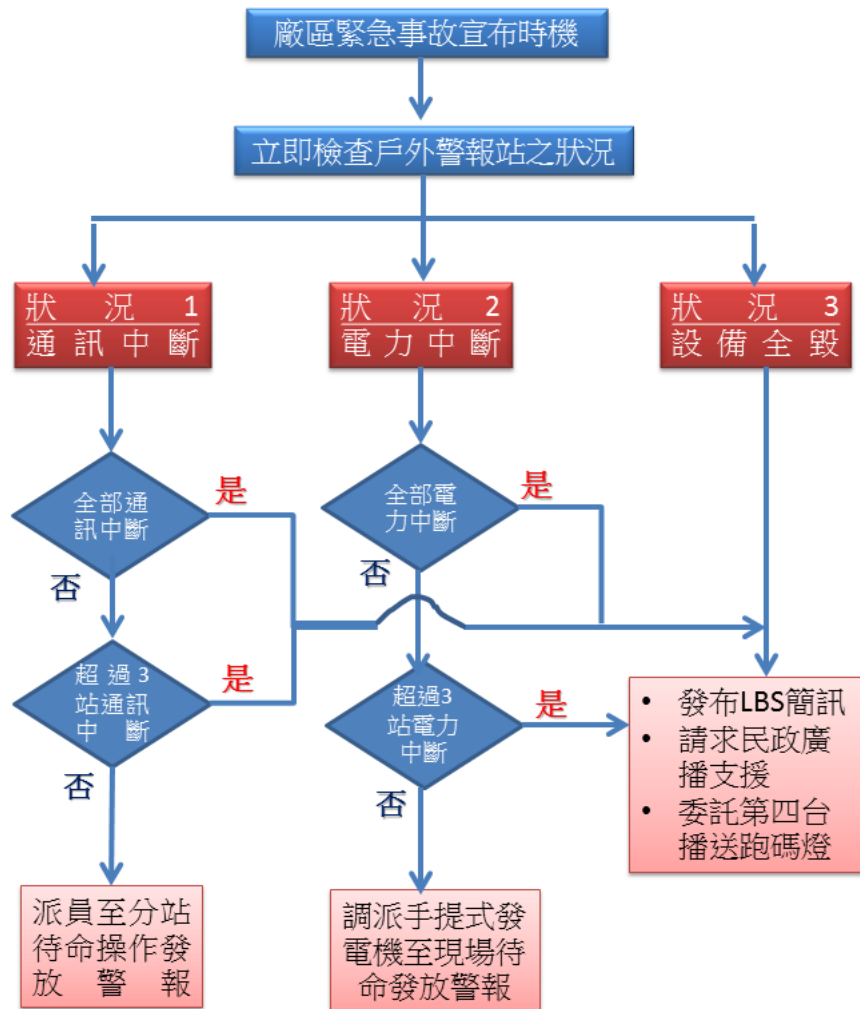 廠區緊急事故宣布時機
立即檢查戶外警報站之狀況
狀況1
通訊中斷
狀況2
電力中斷
狀況3
設備全毀
全部通
訊中斷
是
否
全部電
力中斷
是
否
超過3
站通訊
中斷
是
否
超過3
站電力
中斷
是
否
• 發布LBS簡訊
• 請求民政廣
播支援
• 委託第四台
播送跑碼燈
派員至分站
待命操作發
放警報
調派手提式發
電機至現場待
命發放警報